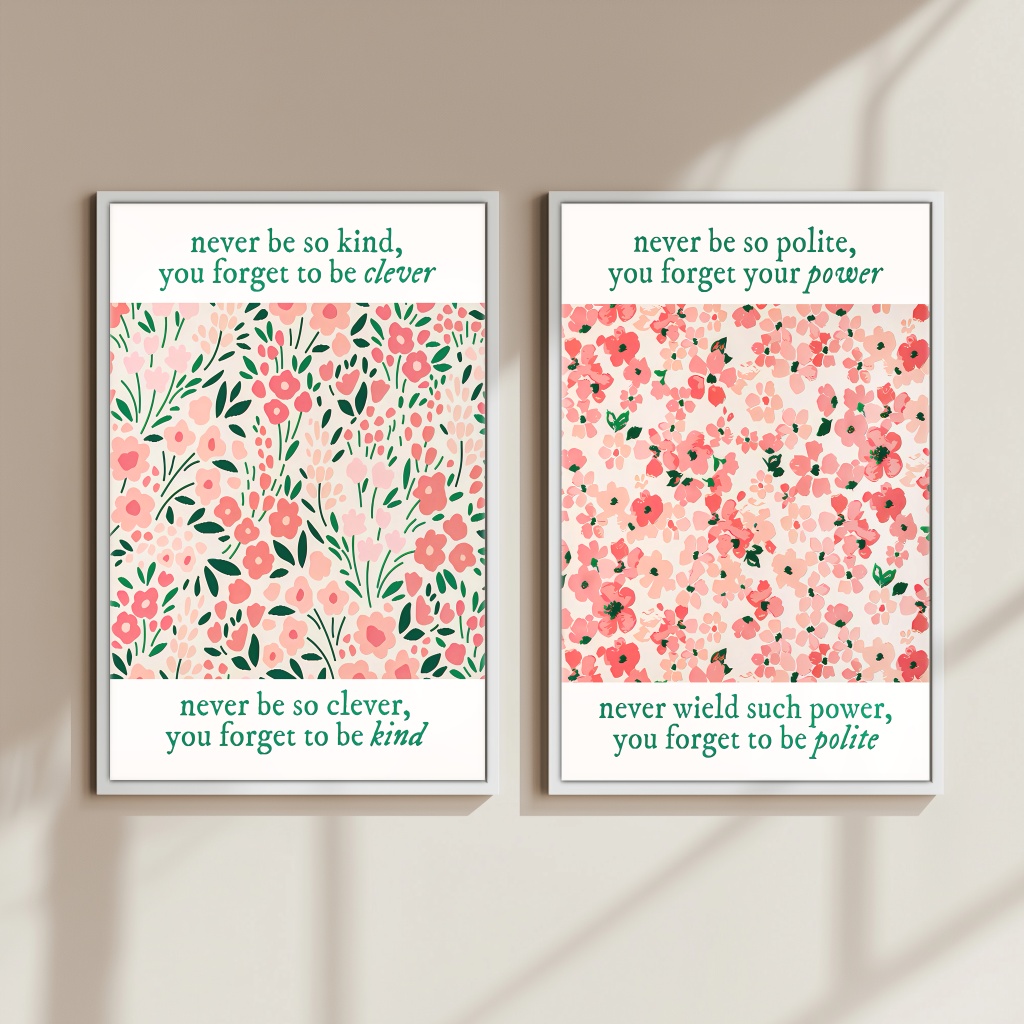 never be so kind,
you forget to be clever
never be so clever,
you forget to be kind
never be so polite,
you forget your power
never wield such power,
you forget to be polite